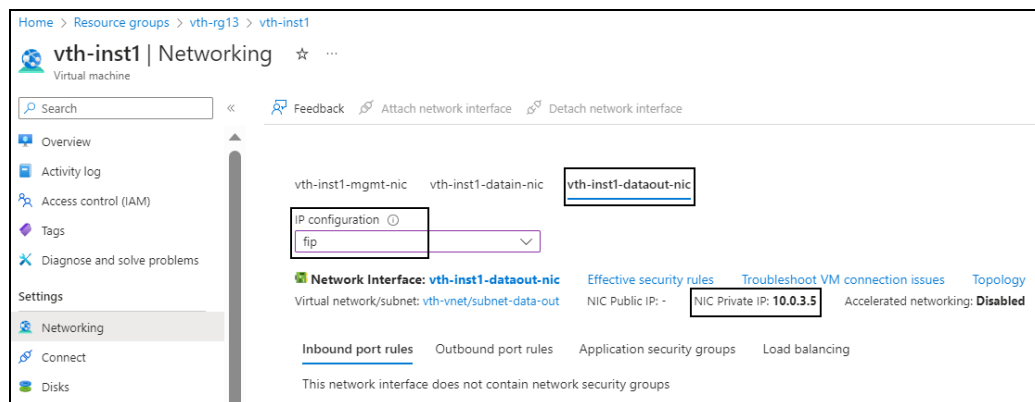 Home > Resource groups > vth-rg13 > vth-inst1
vth-inst1 | Networking ☆ ...
Virtual machine
Search «
Feedback Attach network interface Detach network interface
Overview
Activity log
Access control (IAM)
Tags
Diagnose and solve problems
Settings
Networking
Connect
Disks
vth-inst1-mgmt-nic vth-inst1-datain-nic vth-inst1-dataout-nic
IP configuration
fip
Network Interface: vth-inst1-dataout-nic Effective security rules Troubleshoot VM connection issues Topology
Virtual network/subnet: vth-vnet/subnet-data-out NIC Public IP: - NIC Private IP: 10.0.3.5 Accelerated networking: Disabled
Inbound port rules Outbound port rules Application security groups Load balancing
This network interface does not contain network security groups